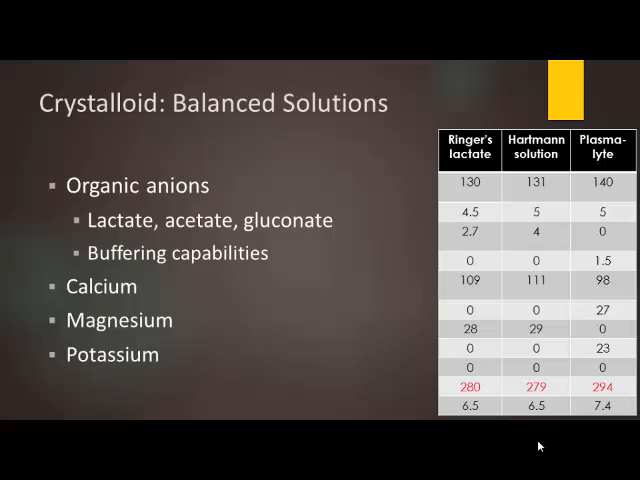 Crystalloid: Balanced Solutions
▪ Organic anions
▪ Lactate, acetate, gluconate
▪ Buffering capabilities
▪ Calcium
▪ Magnesium
▪ Potassium
Ringer's lactate Hartmann solution Plasma-lyte
130 131 140
4.5 5 5
2.7 4 0
0 0 1.5
109 111 98
0 0 27
28 29 0
0 0 23
0 0 0
280 279 294
6.5 6.5 7.4